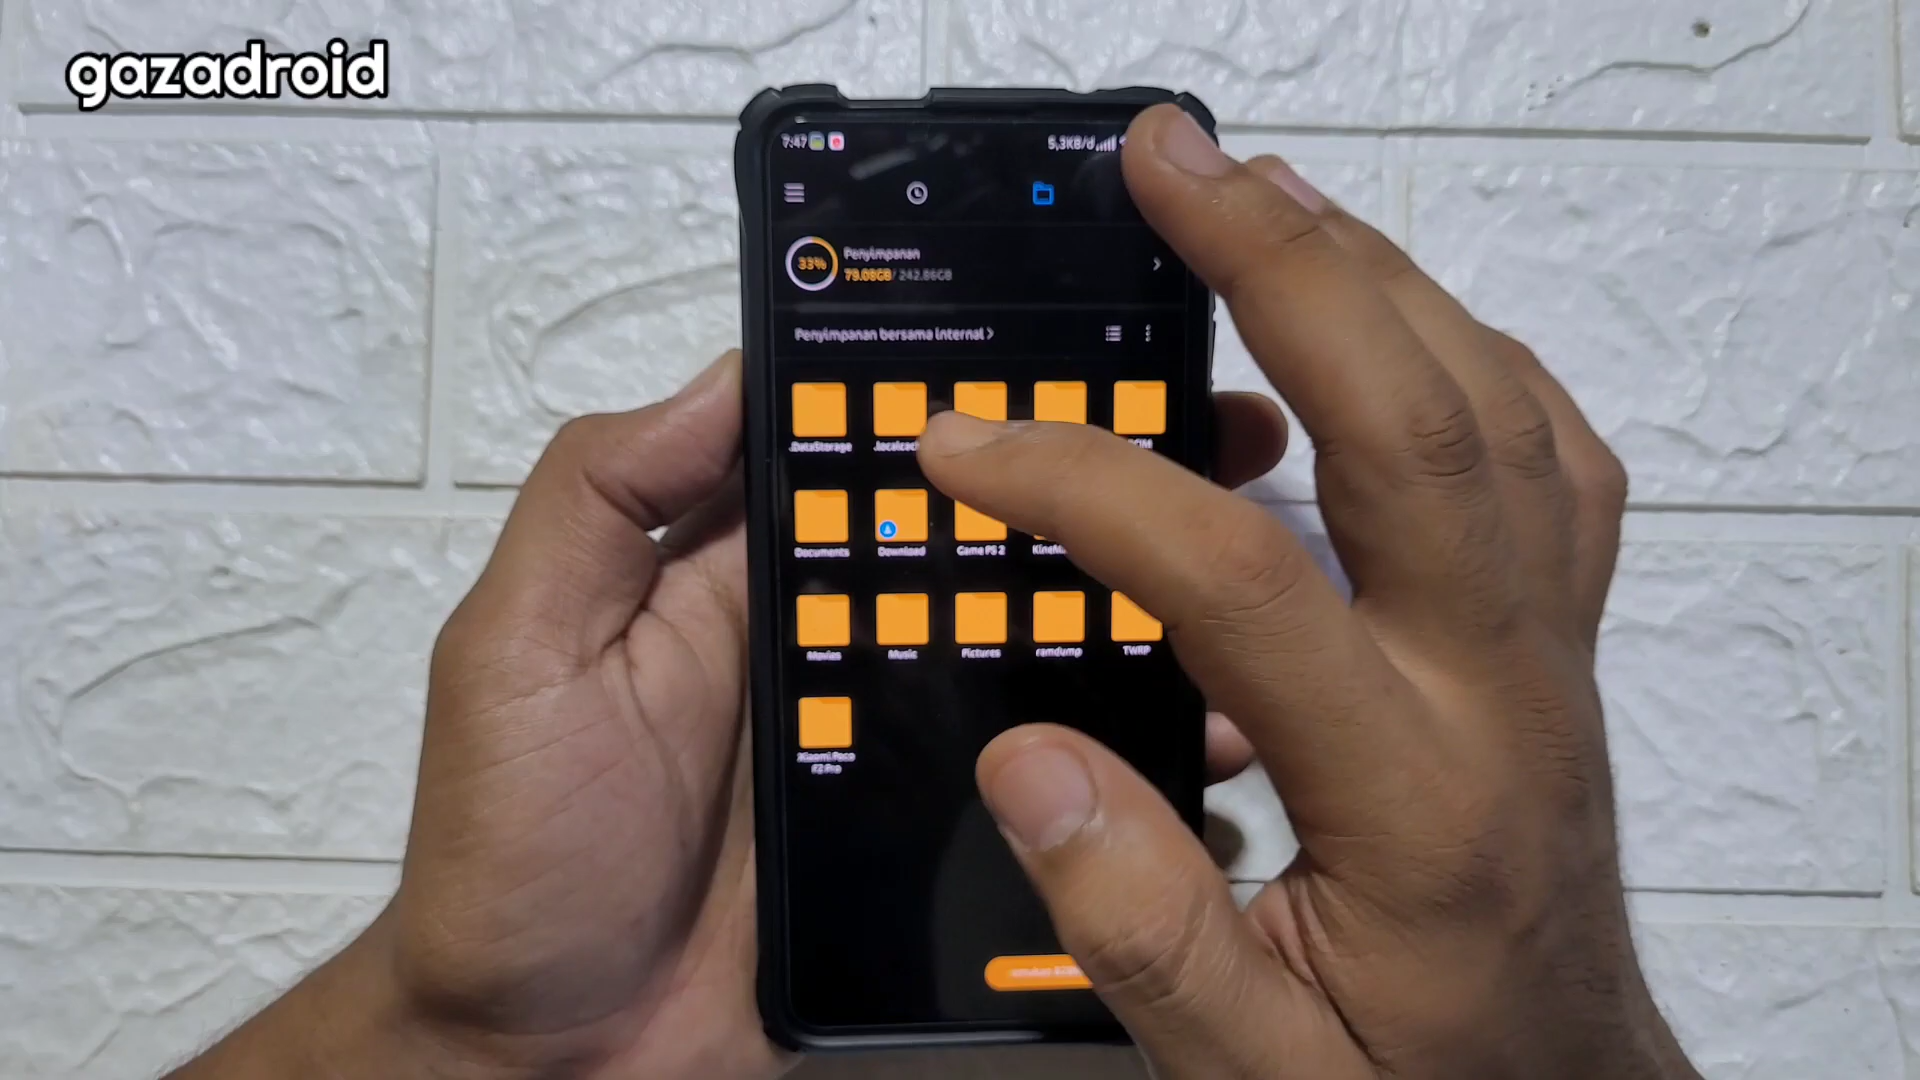 gazadroid
7:47
5,3KB/d
33%
Penyimpanan
79.08GB/ 242.86GB
Penyimpanan bersama internal >
.DataStorage
Documents
Download
Game PS 2
Movies
Music
Pictures
ramdump
TWRP
Xiaomi Poco
F2 Pro